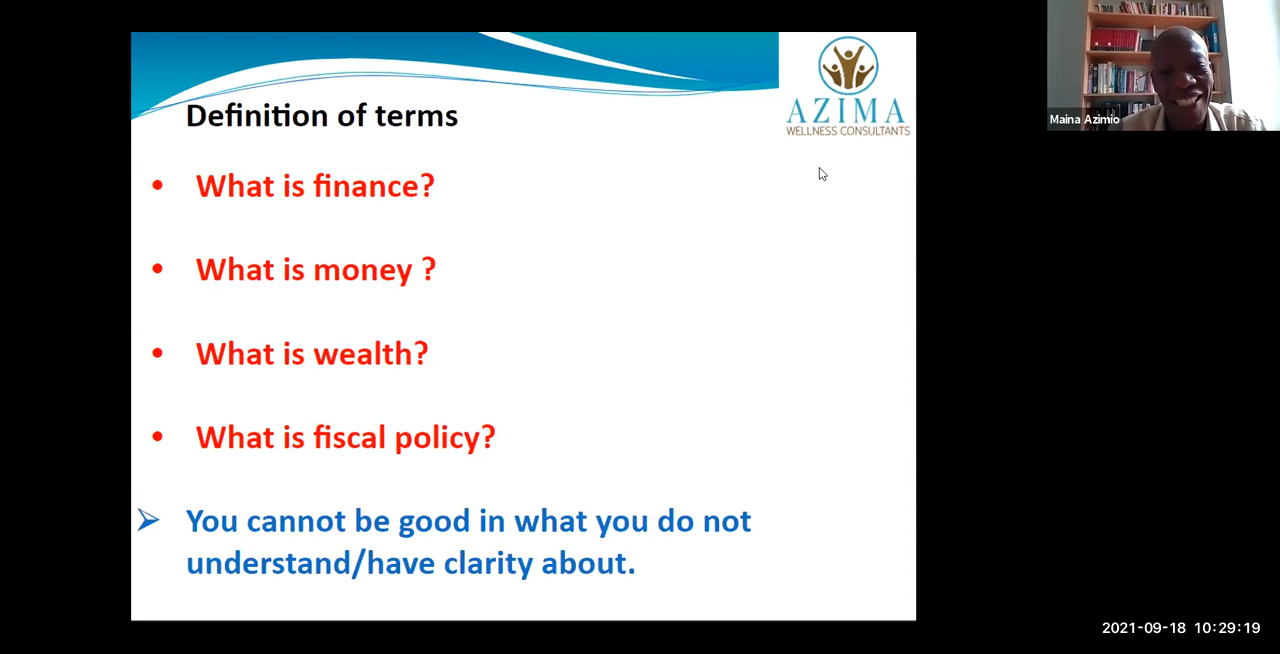 Definition of terms
AZIMA
WELLNESS CONSULTANTS
• What is finance?
• What is money ?
• What is wealth?
• What is fiscal policy?
➢ You cannot be good in what you do not
understand/have clarity about.
Maina Azimio
2021-09-18 10:29:19